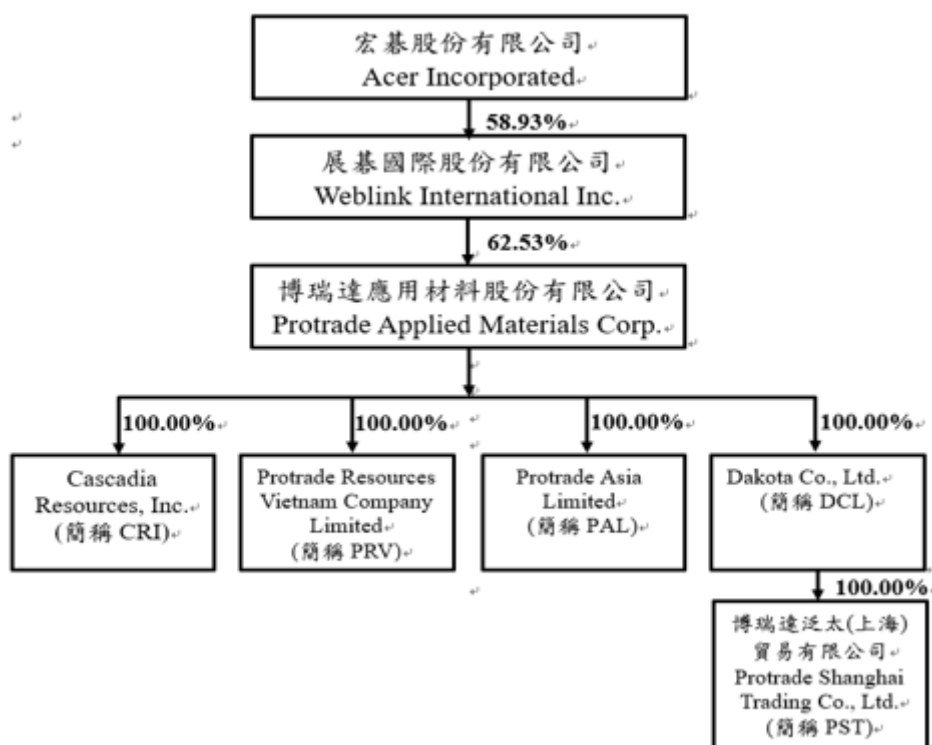 宏碁股份有限公司
Acer Incorporated
58.93%
展碁國際股份有限公司
Weblink International Inc.
62.53%
博瑞達應用材料股份有限公司
Protrade Applied Materials Corp.
100.00%
100.00%
100.00%
100.00%
Cascadia
Resources, Inc.
(簡稱 CRI)
Protrade Resources
Vietnam Company
Limited
(簡稱 PRV)
Protrade Asia
Limited
(簡稱 PAL)
Dakota Co., Ltd.
(簡稱 DCL)
100.00%
博瑞達泛太(上海)
貿易有限公司
Protrade Shanghai
Trading Co., Ltd.
(簡稱 PST)